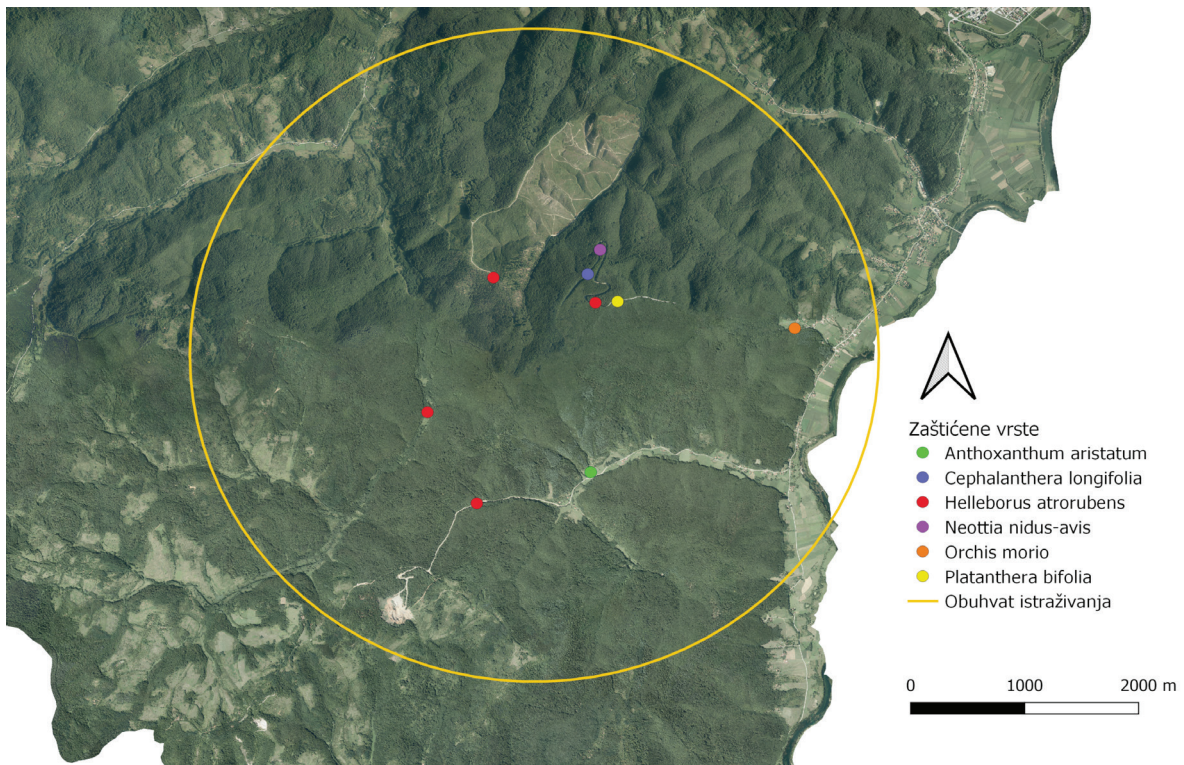 Zaštićene vrste
Anthoxanthum aristatum
Cephalanthera longifolia
Helleborus atrorubens
Neottia nidus-avis
Orchis morio
Platanthera bifolia
Obuhvat istraživanja
0 1000 2000 m